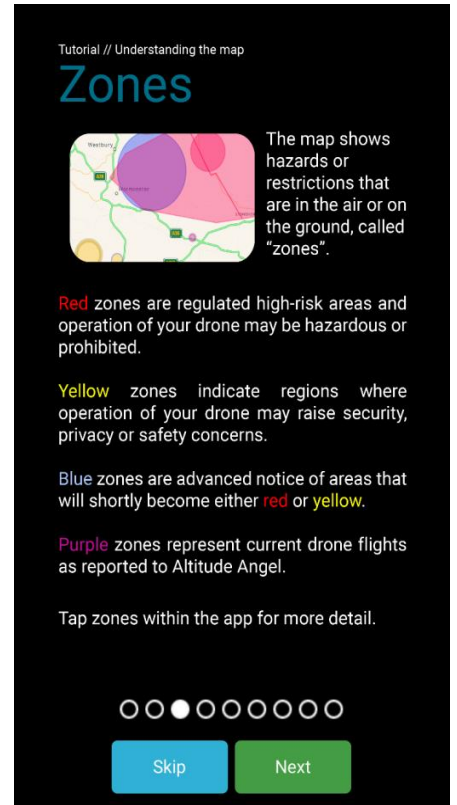 Tutorial // Understanding the map
Zones
Westbury
The map shows
hazards or
restrictions that
are in the air or on
the ground, called
“zones”.
Red zones are regulated high-risk areas and
operation of your drone may be hazardous or
prohibited.
Yellow zones indicate regions where
operation of your drone may raise security,
privacy or safety concerns.
Blue zones are advanced notice of areas that
will shortly become either red or yellow.
Purple zones represent current drone flights
as reported to Altitude Angel.
Tap zones within the app for more detail.
Skip
Next